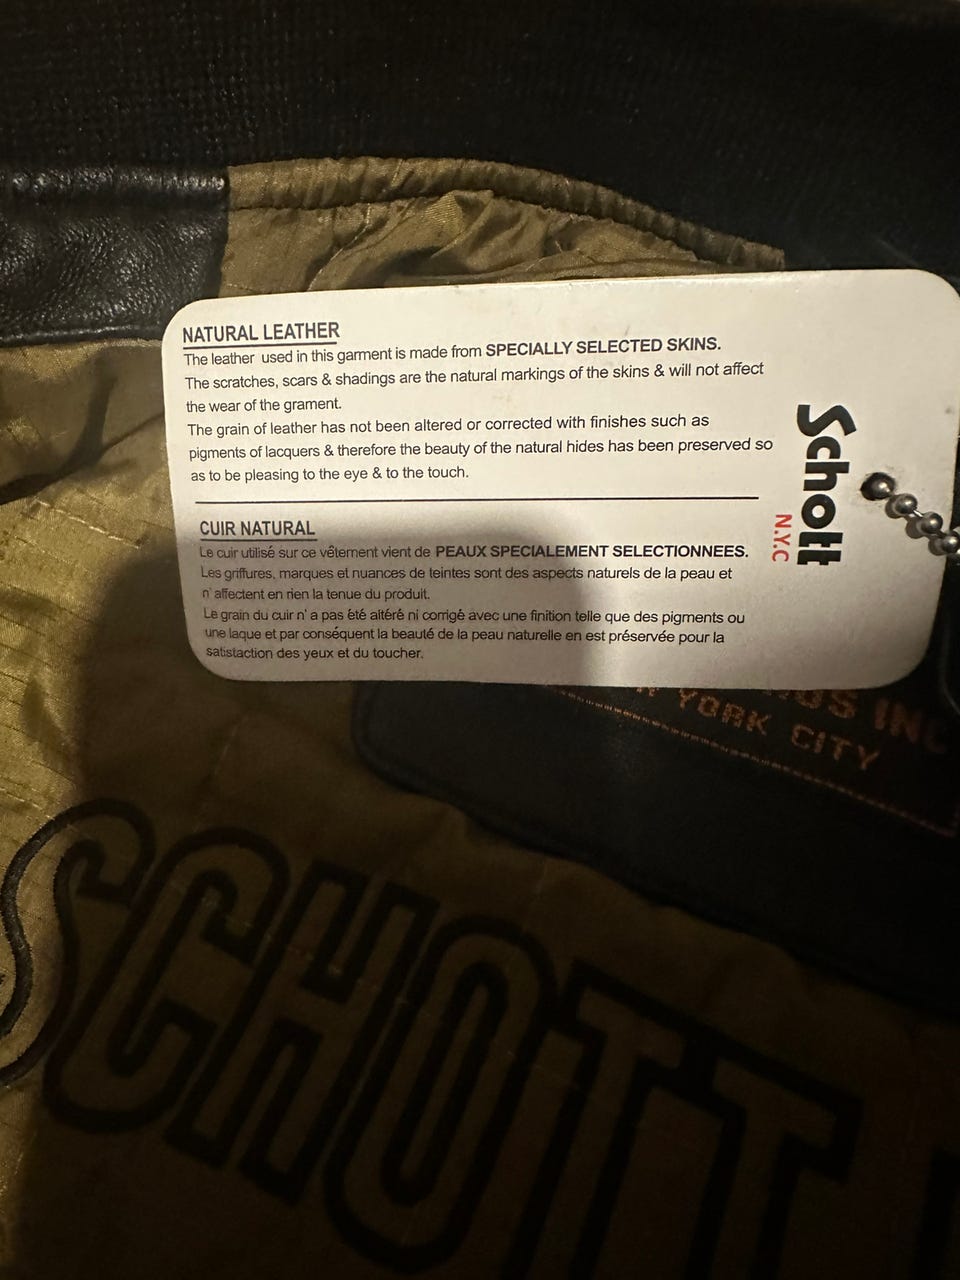 NATURAL LEATHER
The leather used in this garment is made from SPECIALLY SELECTED SKINS.
The scratches, scars & shadings are the natural markings of the skins & will not affect
the wear of the grament.
The grain of leather has not been altered or corrected with finishes such as
pigments of lacquers & therefore the beauty of the natural hides has been preserved so
as to be pleasing to the eye & to the touch.
CUIR NATURAL
Le cuir utilisé sur ce vêtement vient de PEAUX SPECIALEMENT SELECTIONNEES.
Les griffures, marques et nuances de teintes sont des aspects naturels de la peau et
n' affectent en rien la tenue du produit.
Le grain du cuir n' a pas été altéré ni corrigé avec une finition telle que des pigments ou
une laque et par conséquent la beauté de la peau naturelle en est préservée pour la
satistaction des yeux et du toucher.
Schott
N.Y.C
INC
YORK CITY
SCHOTT